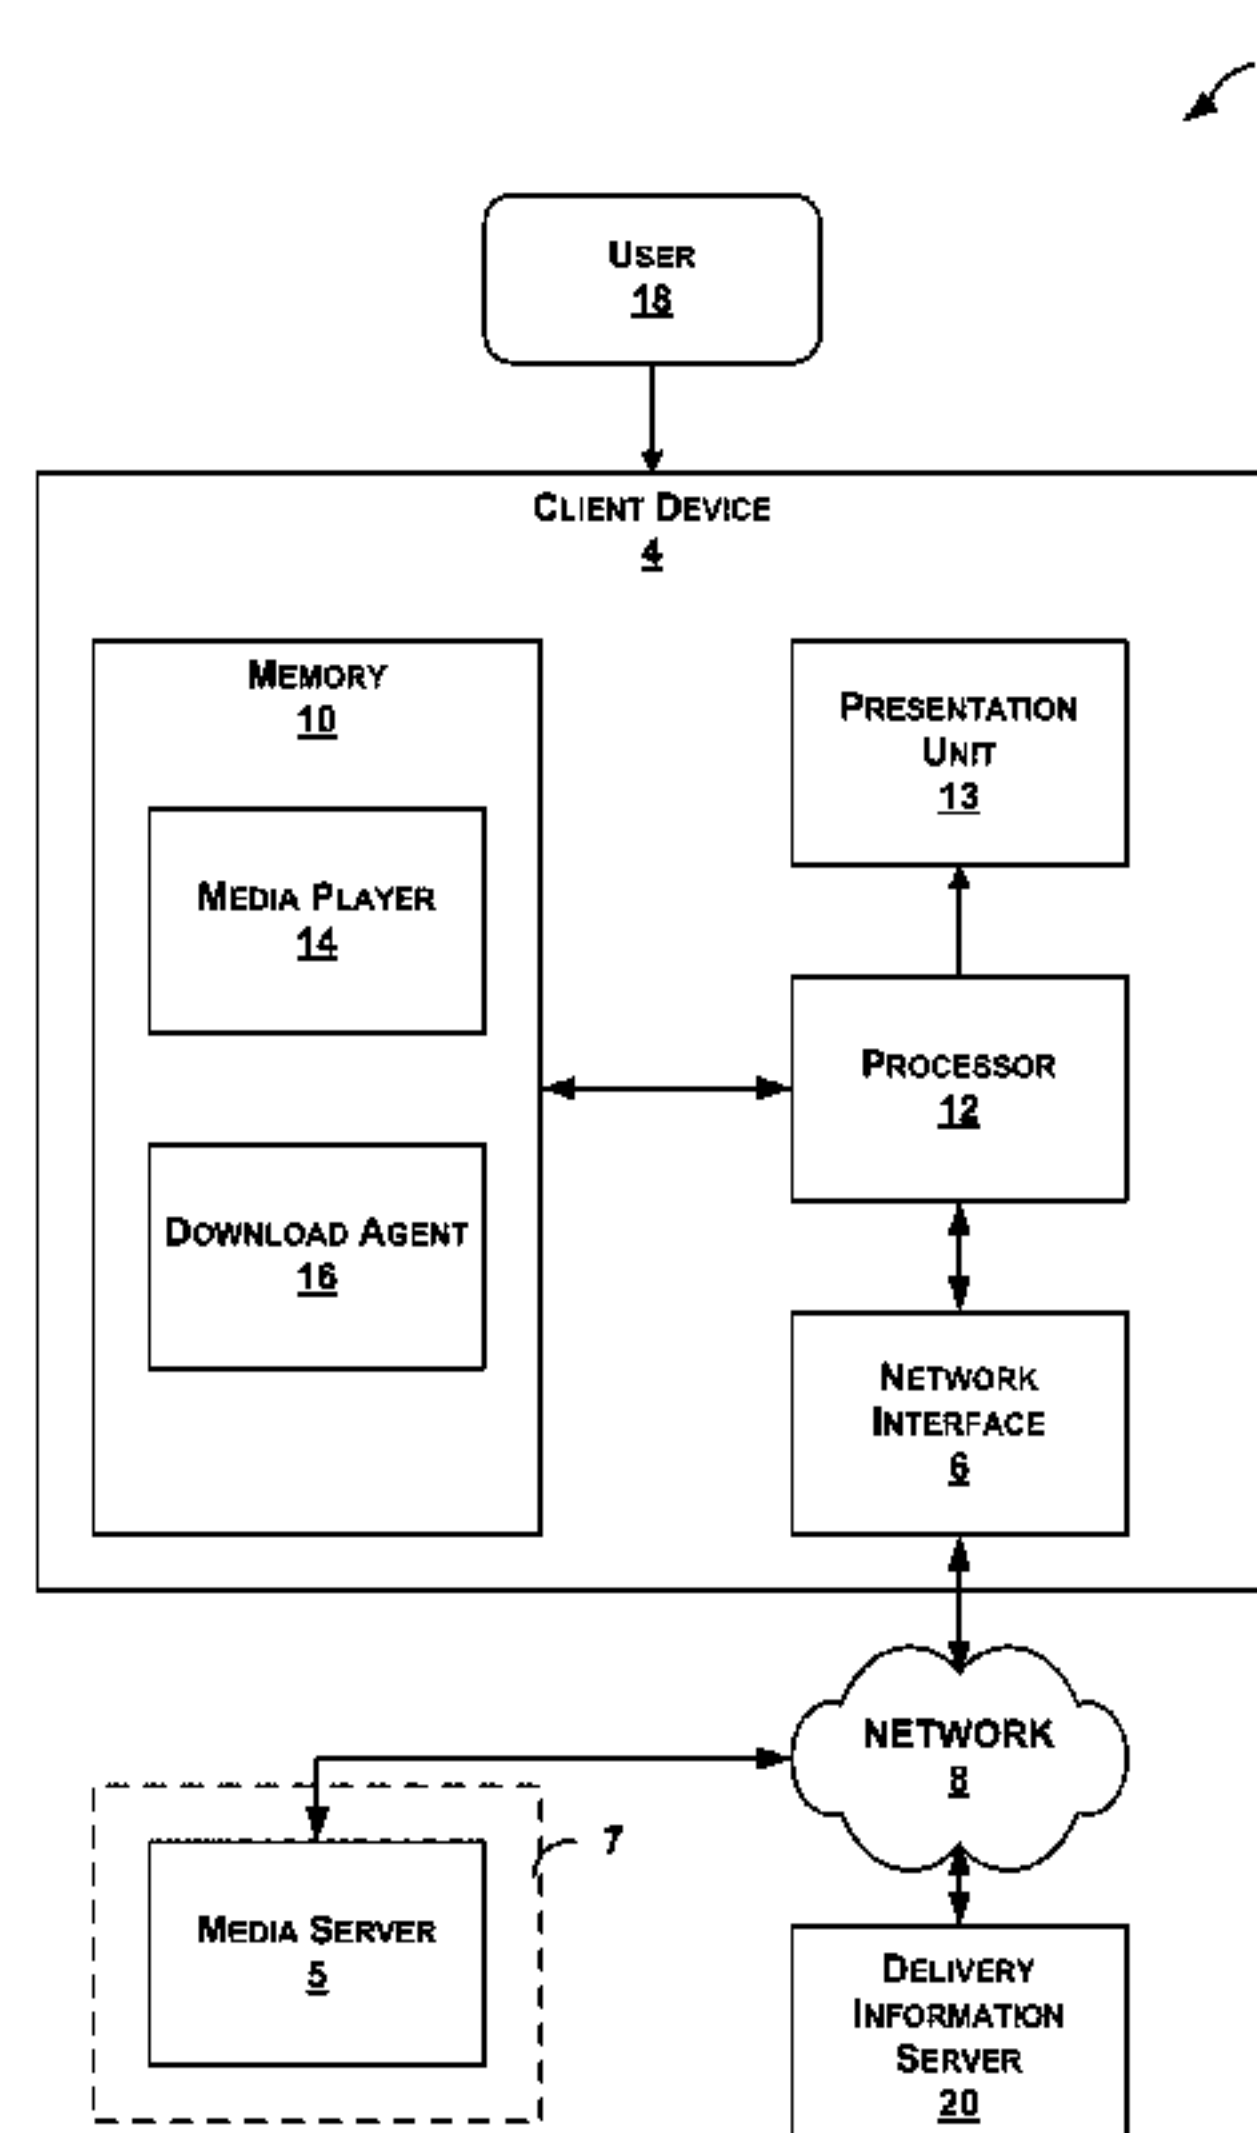 USER
18
CLIENT DEVICE
4
MEMORY
10
MEDIA PLAYER
14
DOWNLOAD AGENT
16
PRESENTATION
UNIT
13
PROCESSOR
12
NETWORK
INTERFACE
6
NETWORK
8
7
MEDIA SERVER
5
DELIVERY
INFORMATION
SERVER
20